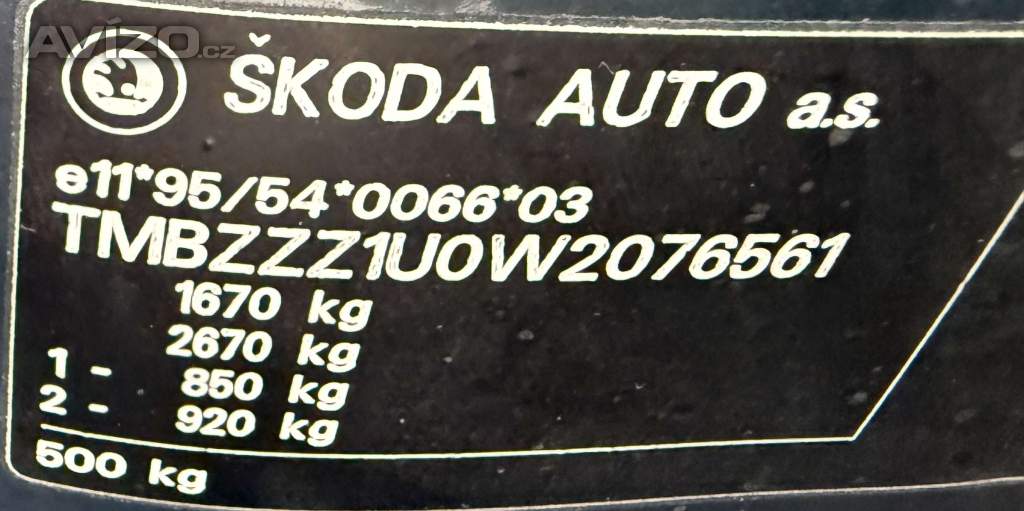 AVÍZO.cz
ŠKODA AUTO a.s.
e11*95/54*0066*03
TMBZZZ1U0W2076561
1670 kg
2670 kg
1 - 850 kg
2 - 920 kg
500 kg